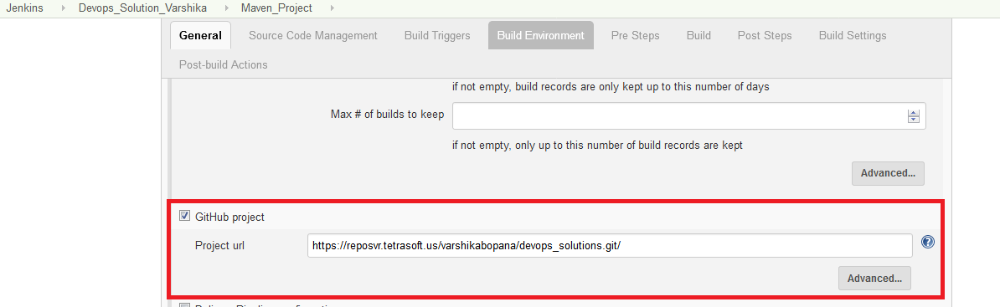 Jenkins Devops_Solution_Varshika Maven_Project
General Source Code Management Build Triggers Build Environment Pre Steps Build Post Steps Build Settings
Post-build Actions
if not empty, build records are only kept up to this number of days
Max # of builds to keep
if not empty, only up to this number of build records are kept
Advanced...
GitHub project
Project url https://reposvr.tetrasoft.us/varshikabopana/devops_solutions.git/
Advanced...